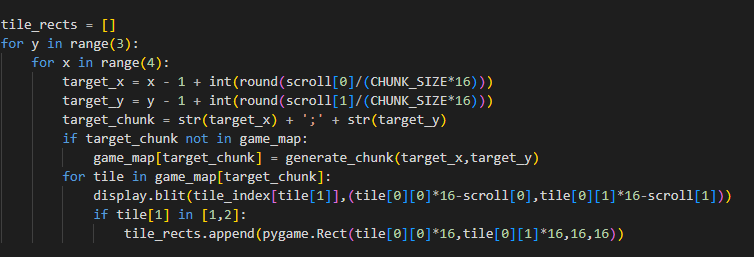 tile_rects = []
for y in range(3):
    for x in range(4):
        target_x = x - 1 + int(round(scroll[0]/(CHUNK_SIZE*16)))
        target_y = y - 1 + int(round(scroll[1]/(CHUNK_SIZE*16)))
        target_chunk = str(target_x) + ';' + str(target_y)
        if target_chunk not in game_map:
            game_map[target_chunk] = generate_chunk(target_x,target_y)
        for tile in game_map[target_chunk]:
            display.blit(tile_index[tile[1]],(tile[0][0]*16-scroll[0],tile[0][1]*16-scroll[1]))
            if tile[1] in [1,2]:
                tile_rects.append(pygame.Rect(tile[0][0]*16,tile[0][1]*16,16,16))